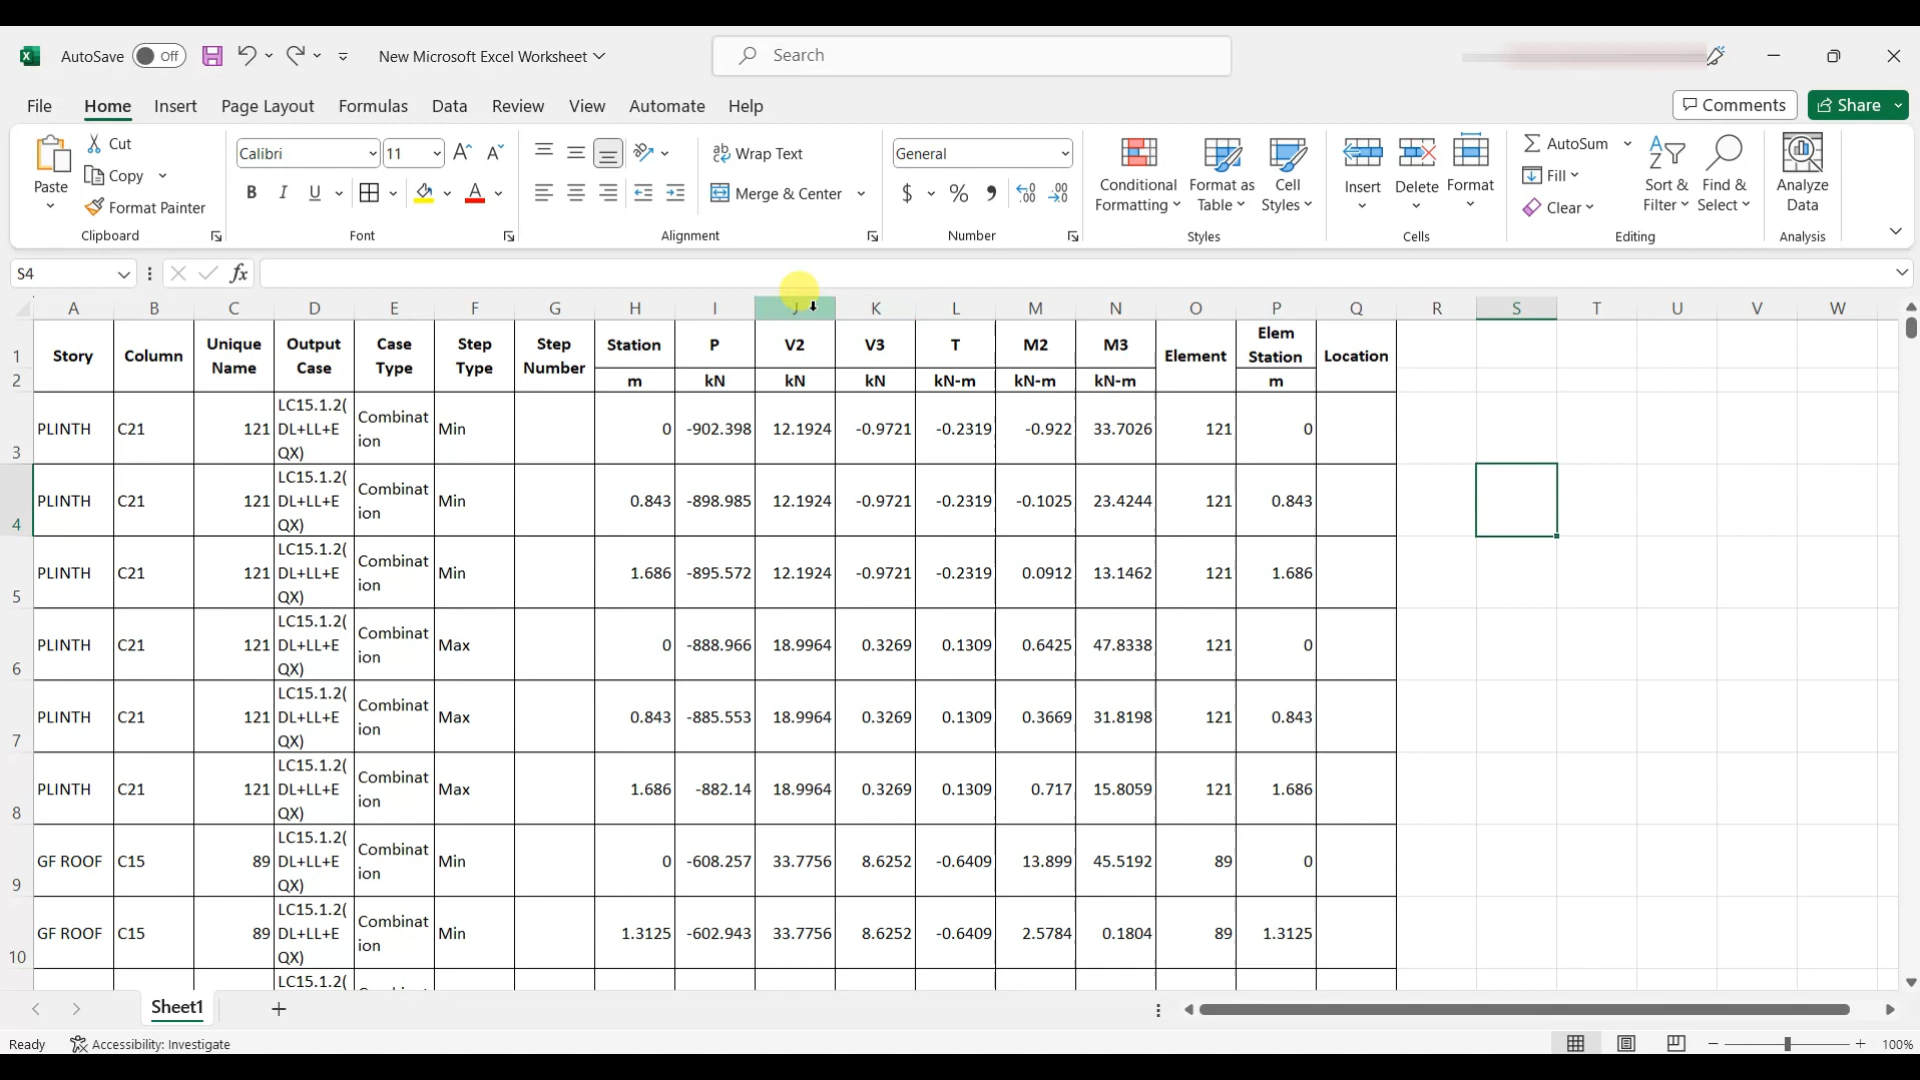 AutoSave Off New Microsoft Excel Worksheet Search
File Home Insert Page Layout Formulas Data Review View Automate Help Comments Share
Paste Cut Copy Format Painter Clipboard
Calibri 11 B I U A Font
Wrap Text Merge & Center Alignment
General $ % Number
Conditional Formatting Format as Table Cell Styles Styles
Insert Delete Format Cells
AutoSum Fill Clear Sort & Filter Find & Select Editing
Analyze Data Analysis
S4 fx
A B C D E F G H I J K L M N O P Q R S T U V W
1 Story Column Unique Name Output Case Case Type Step Type Step Number Station P V2 V3 T M2 M3 Element Elem Station Location
2 m kN kN kN kN-m kN-m kN-m m
3 PLINTH C21 121 LC15.1.2(DL+LL+EQX) Combination Min 0 -902.398 12.1924 -0.9721 -0.2319 -0.922 33.7026 121 0
4 PLINTH C21 121 LC15.1.2(DL+LL+EQX) Combination Min 0.843 -898.985 12.1924 -0.9721 -0.2319 -0.1025 23.4244 121 0.843
5 PLINTH C21 121 LC15.1.2(DL+LL+EQX) Combination Min 1.686 -895.572 12.1924 -0.9721 -0.2319 0.0912 13.1462 121 1.686
6 PLINTH C21 121 LC15.1.2(DL+LL+EQX) Combination Max 0 -888.966 18.9964 0.3269 0.1309 0.6425 47.8338 121 0
7 PLINTH C21 121 LC15.1.2(DL+LL+EQX) Combination Max 0.843 -885.553 18.9964 0.3269 0.1309 0.3669 31.8198 121 0.843
8 PLINTH C21 121 LC15.1.2(DL+LL+EQX) Combination Max 1.686 -882.14 18.9964 0.3269 0.1309 0.717 15.8059 121 1.686
9 GF ROOF C15 89 LC15.1.2(DL+LL+EQX) Combination Min 0 -608.257 33.7756 8.6252 -0.6409 13.899 45.5192 89 0
10 GF ROOF C15 89 LC15.1.2(DL+LL+EQX) Combination Min 1.3125 -602.943 33.7756 8.6252 -0.6409 2.5784 0.1804 89 1.3125
LC15.1.2(
Sheet1
Ready Accessibility: Investigate 100%